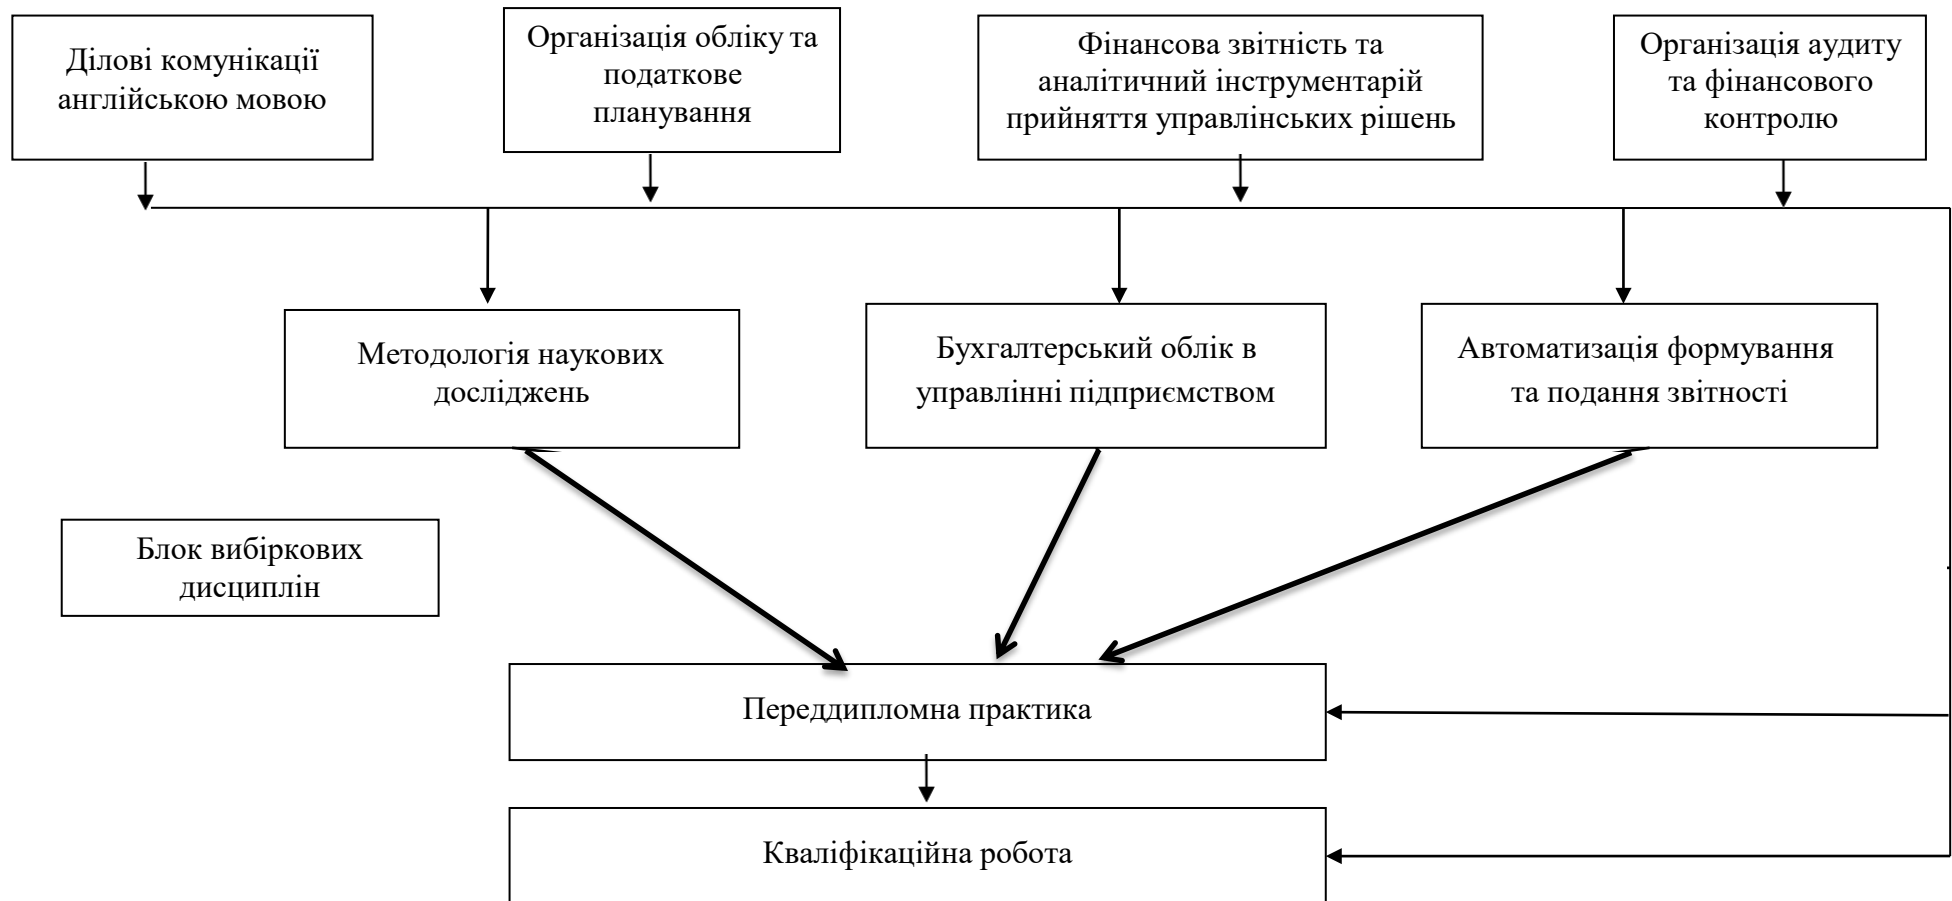 Ділові комунікації
англійською мовою
Організація обліку та
податкове
планування
Фінансова звітність та
аналітичний інструментарій
прийняття управлінських рішень
Організація аудиту
та фінансового
контролю
Методологія наукових
досліджень
Бухгалтерський облік в
управлінні підприємством
Автоматизація формування
та подання звітності
Блок вибіркових
дисциплін
Переддипломна практика
Кваліфікаційна робота